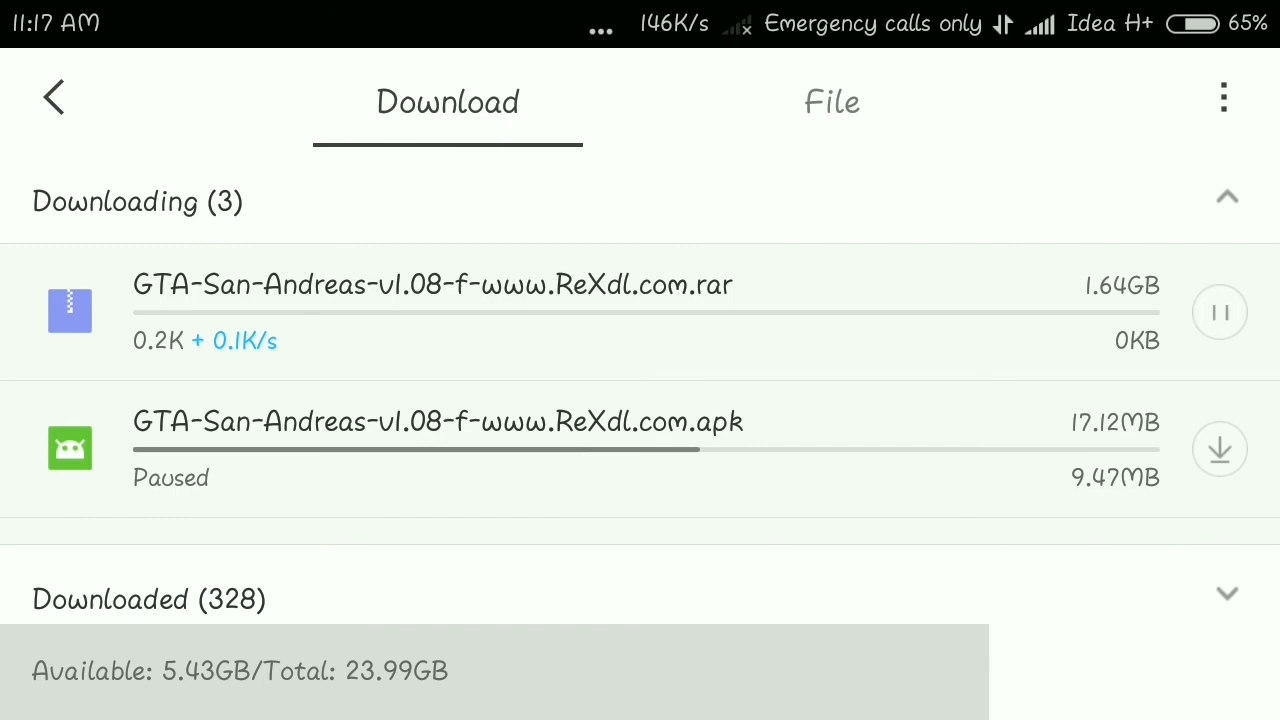 11:17 AM ... 146K/s Emergency calls only Idea H+ 65%
Download File
Downloading (3)
GTA-San-Andreas-v1.08-f-www.ReXdl.com.rar 1.64GB
0.2K + 0.1K/s 0KB
GTA-San-Andreas-v1.08-f-www.ReXdl.com.apk 17.12MB
Paused 9.47MB
Downloaded (328)
Available: 5.43GB/Total: 23.99GB